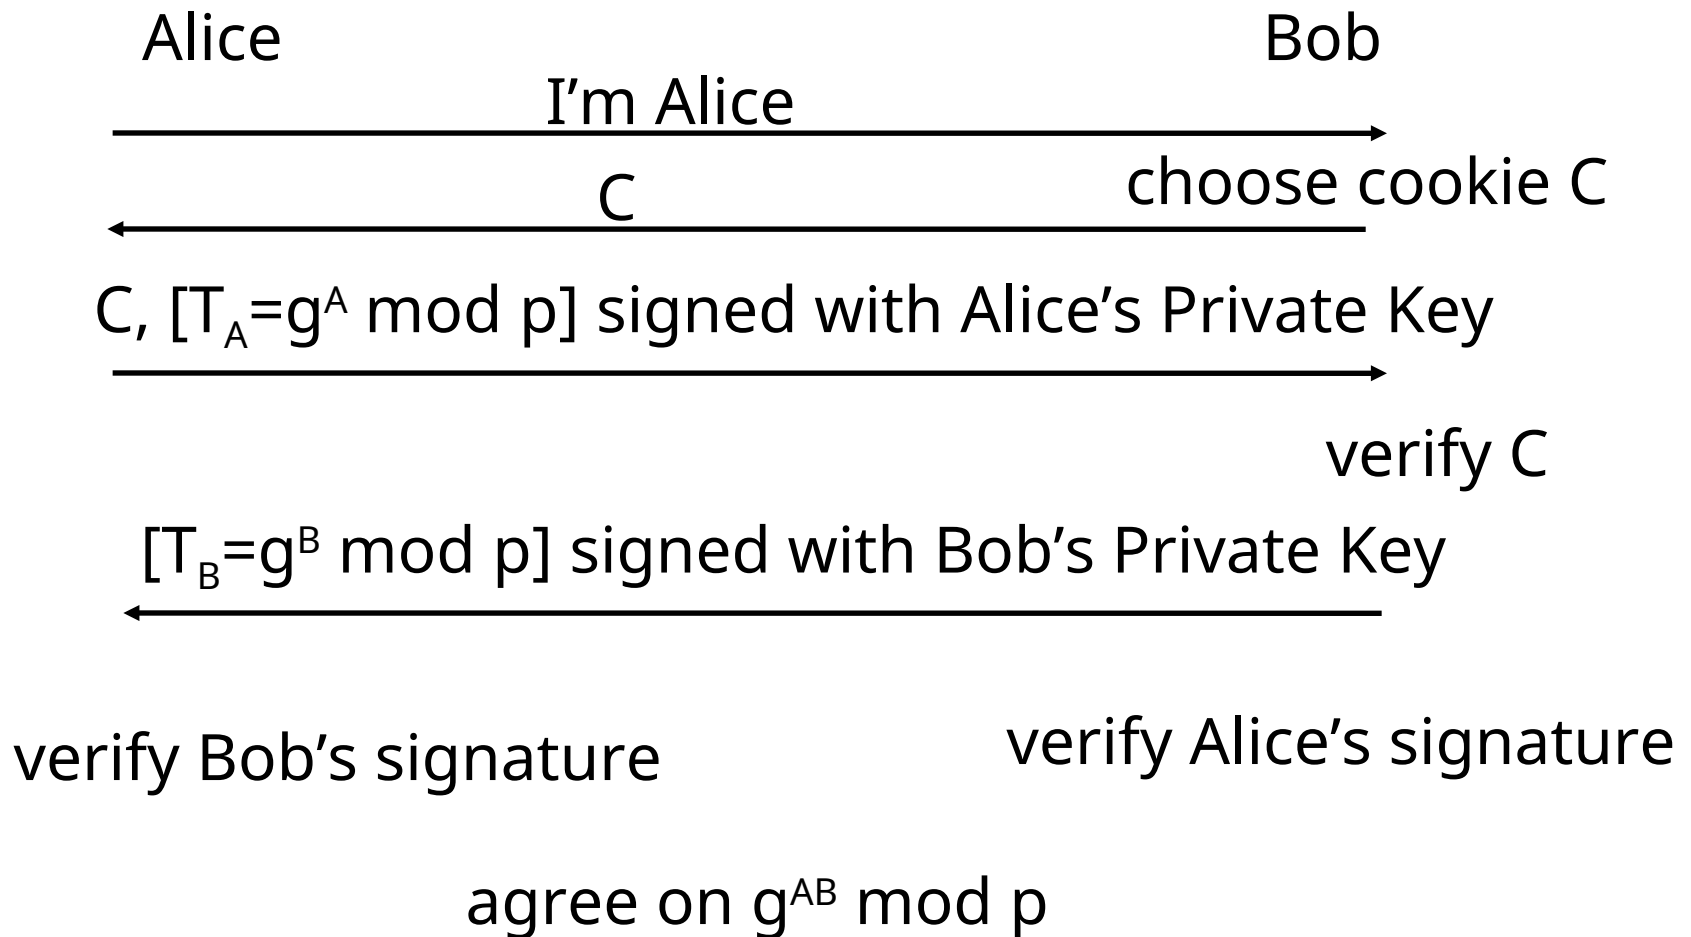 Alice Bob
I’m Alice
choose cookie C
C
C, [TA=gA mod p] signed with Alice’s Private Key
verify C
[TB=gB mod p] signed with Bob’s Private Key
verify Alice’s signature
verify Bob’s signature
agree on gAB mod p